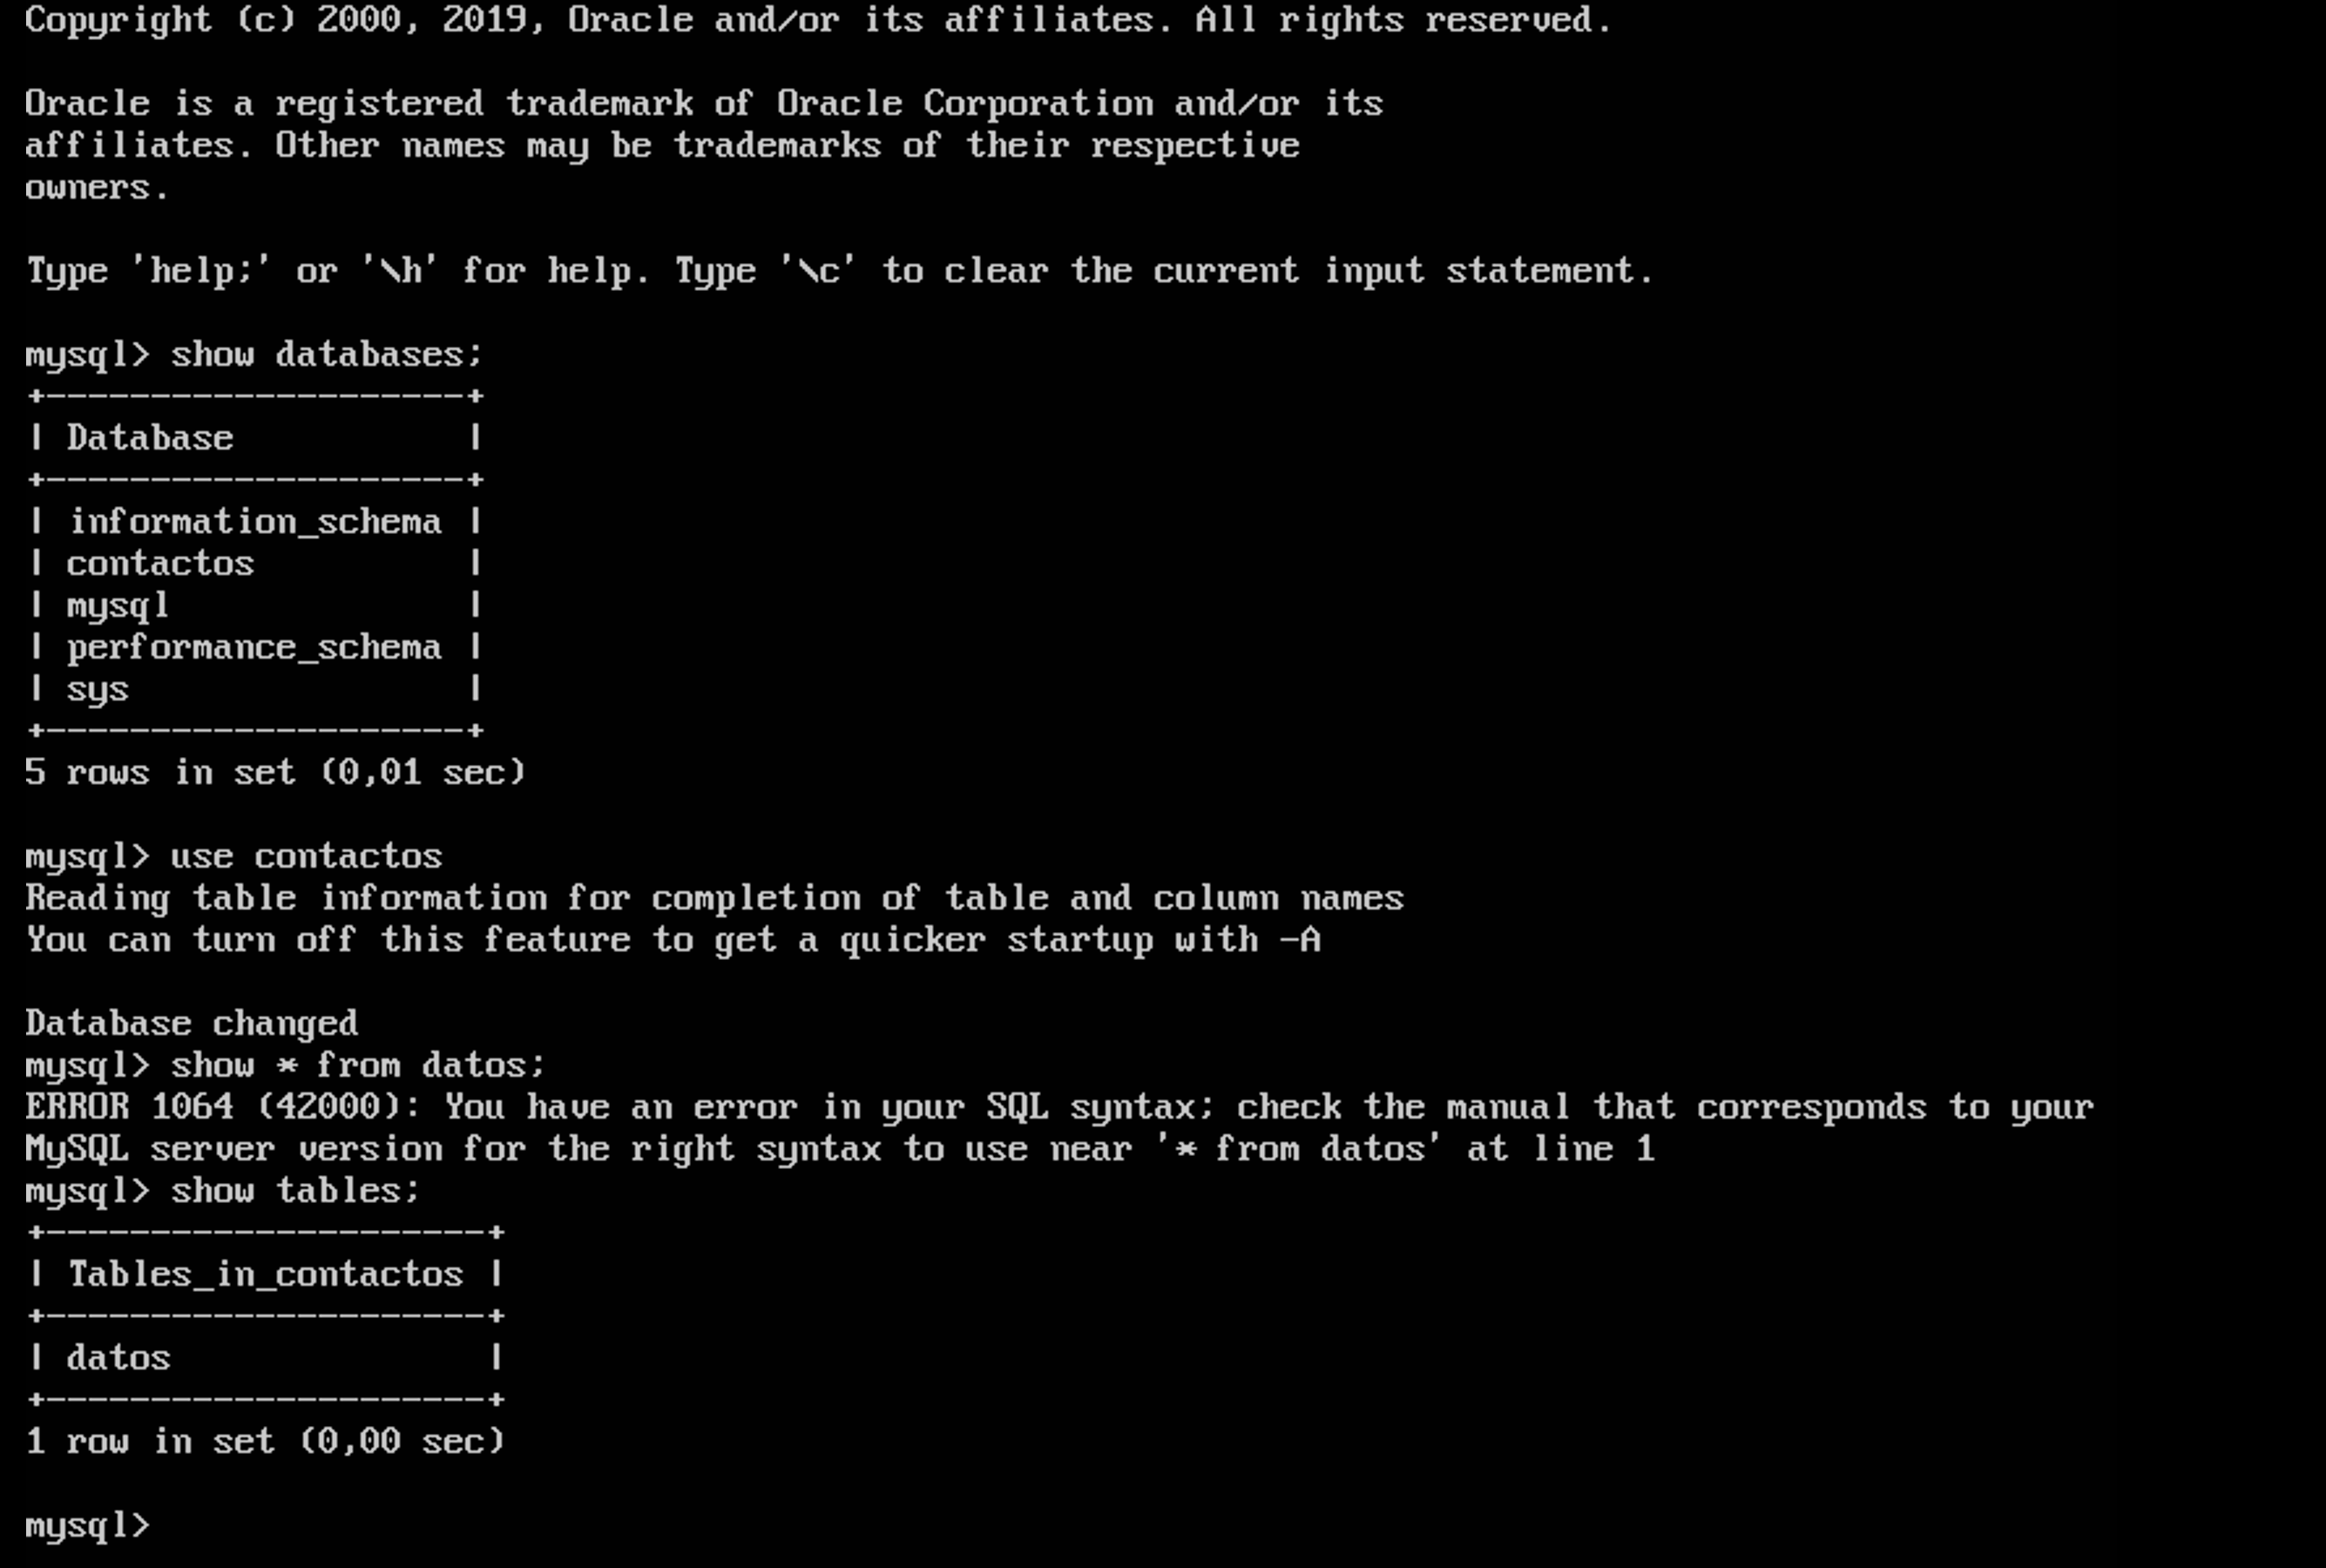 Copyright (c) 2000, 2019, Oracle and/or its affiliates. All rights reserved.
Oracle is a registered trademark of Oracle Corporation and/or its
affiliates. Other names may be trademarks of their respective
owners.
Type 'help;' or '\h' for help. Type '\c' to clear the current input statement.
mysql> show databases;
+--------------------+
| Database           |
+--------------------+
| information_schema |
| contactos          |
| mysql              |
| performance_schema |
| sys                |
+--------------------+
5 rows in set (0,01 sec)
mysql> use contactos
Reading table information for completion of table and column names
You can turn off this feature to get a quicker startup with -A
Database changed
mysql> show * from datos;
ERROR 1064 (42000): You have an error in your SQL syntax; check the manual that corresponds to your
MySQL server version for the right syntax to use near '* from datos' at line 1
mysql> show tables;
+---------------------+
| Tables_in_contactos |
+---------------------+
| datos               |
+---------------------+
1 row in set (0,00 sec)
mysql>